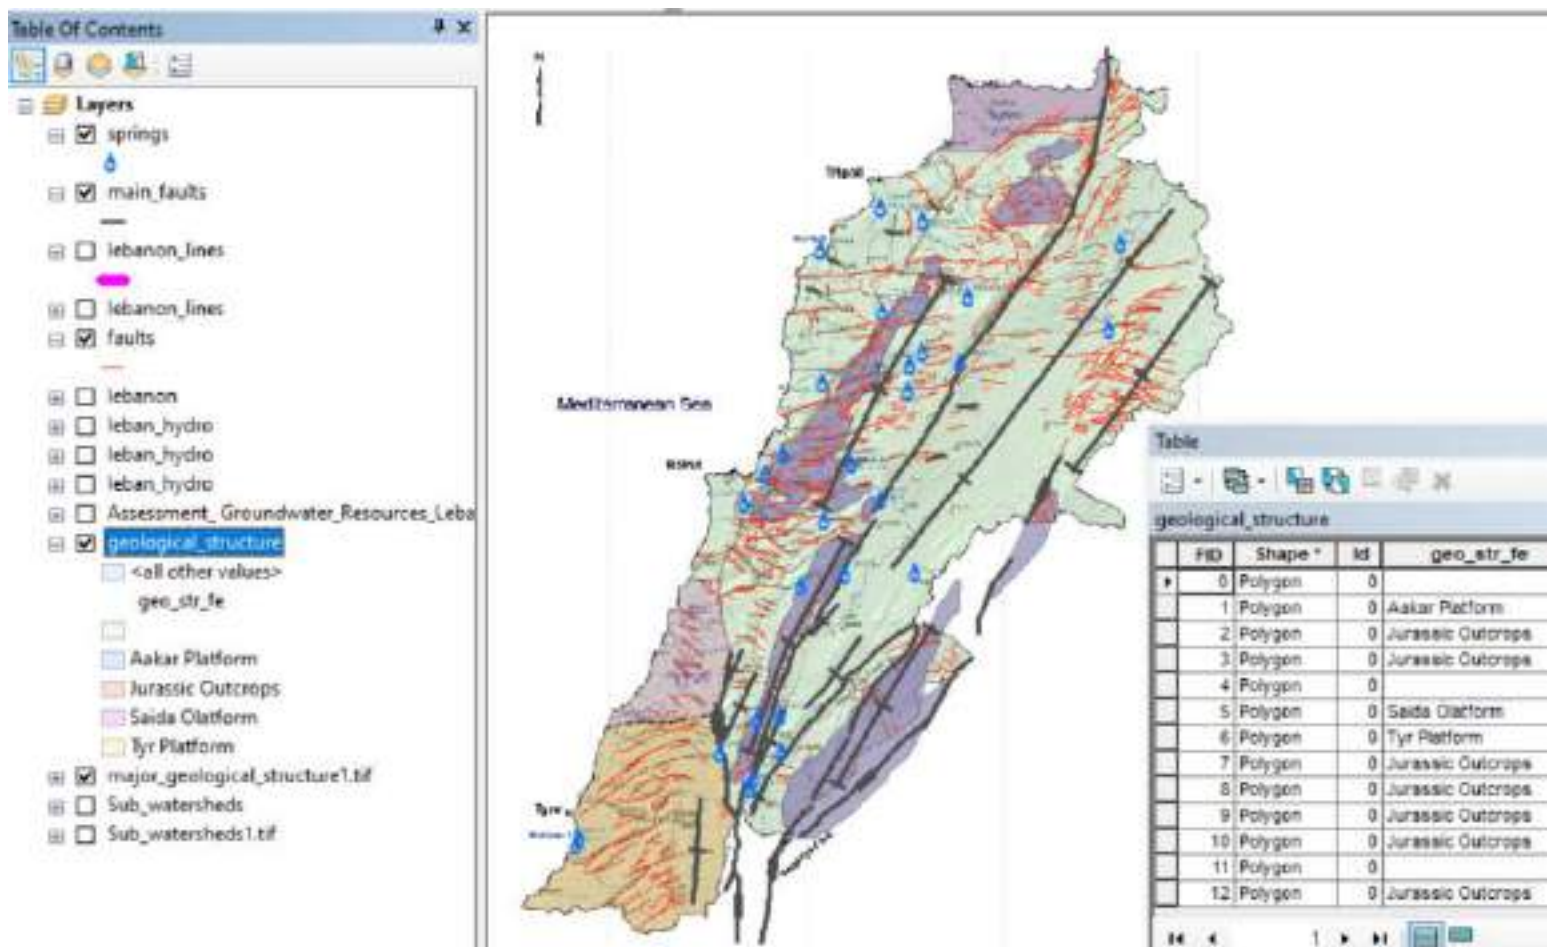 Table Of Contents
Layers
springs
main_faults
lebanon_lines
lebanon_lines
faults
lebanon
leban_hydro
leban_hydro
leban_hydro
Assessment_ Groundwater_Resources_Leba
geological_structure
<all other values>
geo_str_fe
Aakar Platform
Jurassic Outcrops
Saida Olatform
Tyr Platform
major_geological_structure1.tif
Sub_watersheds
Sub_watersheds1.tif
N
Tripoli
Mediterranean Sea
Beirut
Tyre
Table
geological_structure
FID Shape * Id geo_str_fe
0 Polygon 0
1 Polygon 0 Aakar Platform
2 Polygon 0 Jurassic Outcrops
3 Polygon 0 Jurassic Outcrops
4 Polygon 0
5 Polygon 0 Saida Olatform
6 Polygon 0 Tyr Platform
7 Polygon 0 Jurassic Outcrops
8 Polygon 0 Jurassic Outcrops
9 Polygon 0 Jurassic Outcrops
10 Polygon 0 Jurassic Outcrops
11 Polygon 0
12 Polygon 0 Jurassic Outcrops
1